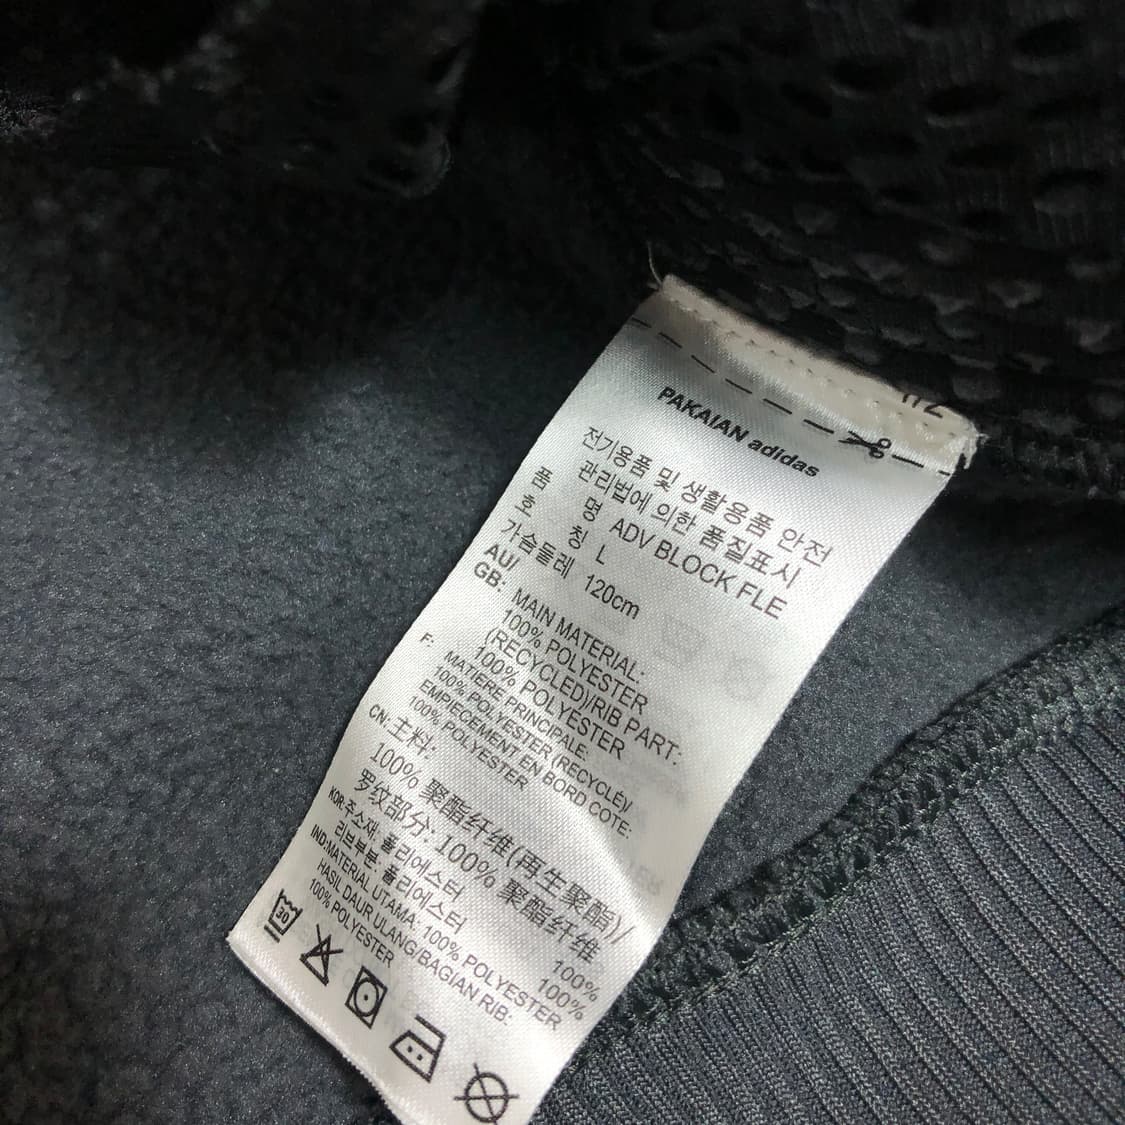 PAKAIAN adidas
전기용품 및 생활용품 안전
관리법에 의한 품질표시
품 명 ADV BLOCK FLE
호 칭 L
가슴둘레 120cm
AU/
GB: MAIN MATERIAL:
100% POLYESTER
(RECYCLED)/RIB PART:
100% POLYESTER
F: MATIERE PRINCIPALE:
100% POLYESTER (RECYCLE)/
EMPIECEMENT EN BORD COTE:
100% POLYESTER
CN: 主料:
100% 聚酯纤维(再生聚酯)/
罗纹部分: 100% 聚酯纤维
KOR: 주소재: 폴리에스터 100%
리브부분: 폴리에스터 100%
IND:MATERIAL UTAMA: 100% POLYESTER
HASIL DAUR ULANG/BAGIAN RIB:
100% POLYESTER
30